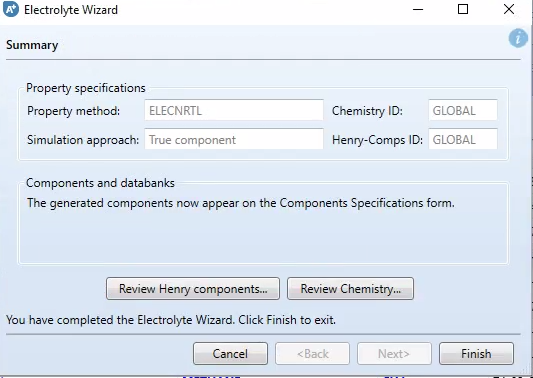 Electrolyte Wizard
Summary
Property specifications
Property method: ELECNRTL Chemistry ID: GLOBAL
Simulation approach: True component Henry-Comps ID: GLOBAL
Components and databanks
The generated components now appear on the Components Specifications form.
Review Henry components... Review Chemistry...
You have completed the Electrolyte Wizard. Click Finish to exit.
Cancel <Back Next> Finish